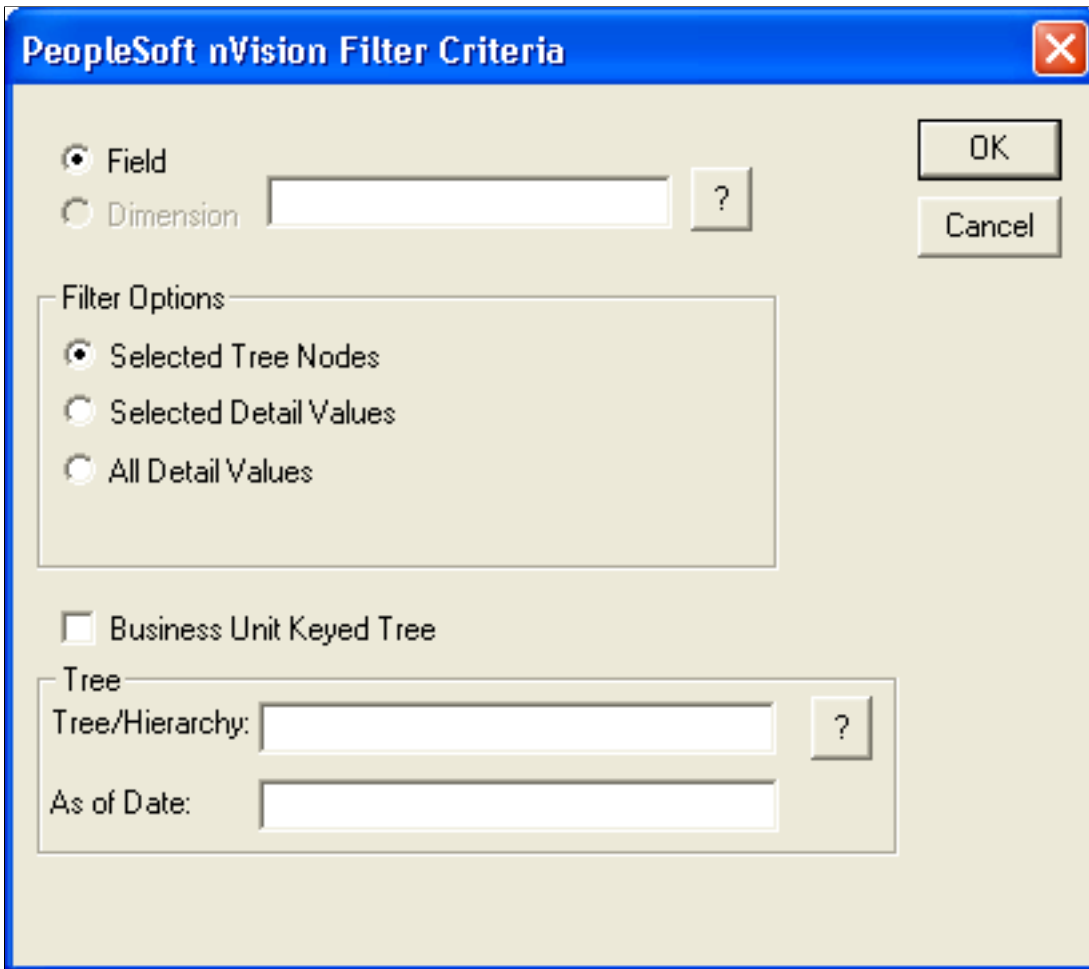 PeopleSoft nVision Filter Criteria
Field
OK
Dimension
?
Cancel
Filter Options
Selected Tree Nodes
Selected Detail Values
All Detail Values
Business Unit Keyed Tree
Tree
Tree/Hierarchy:
?
As of Date: